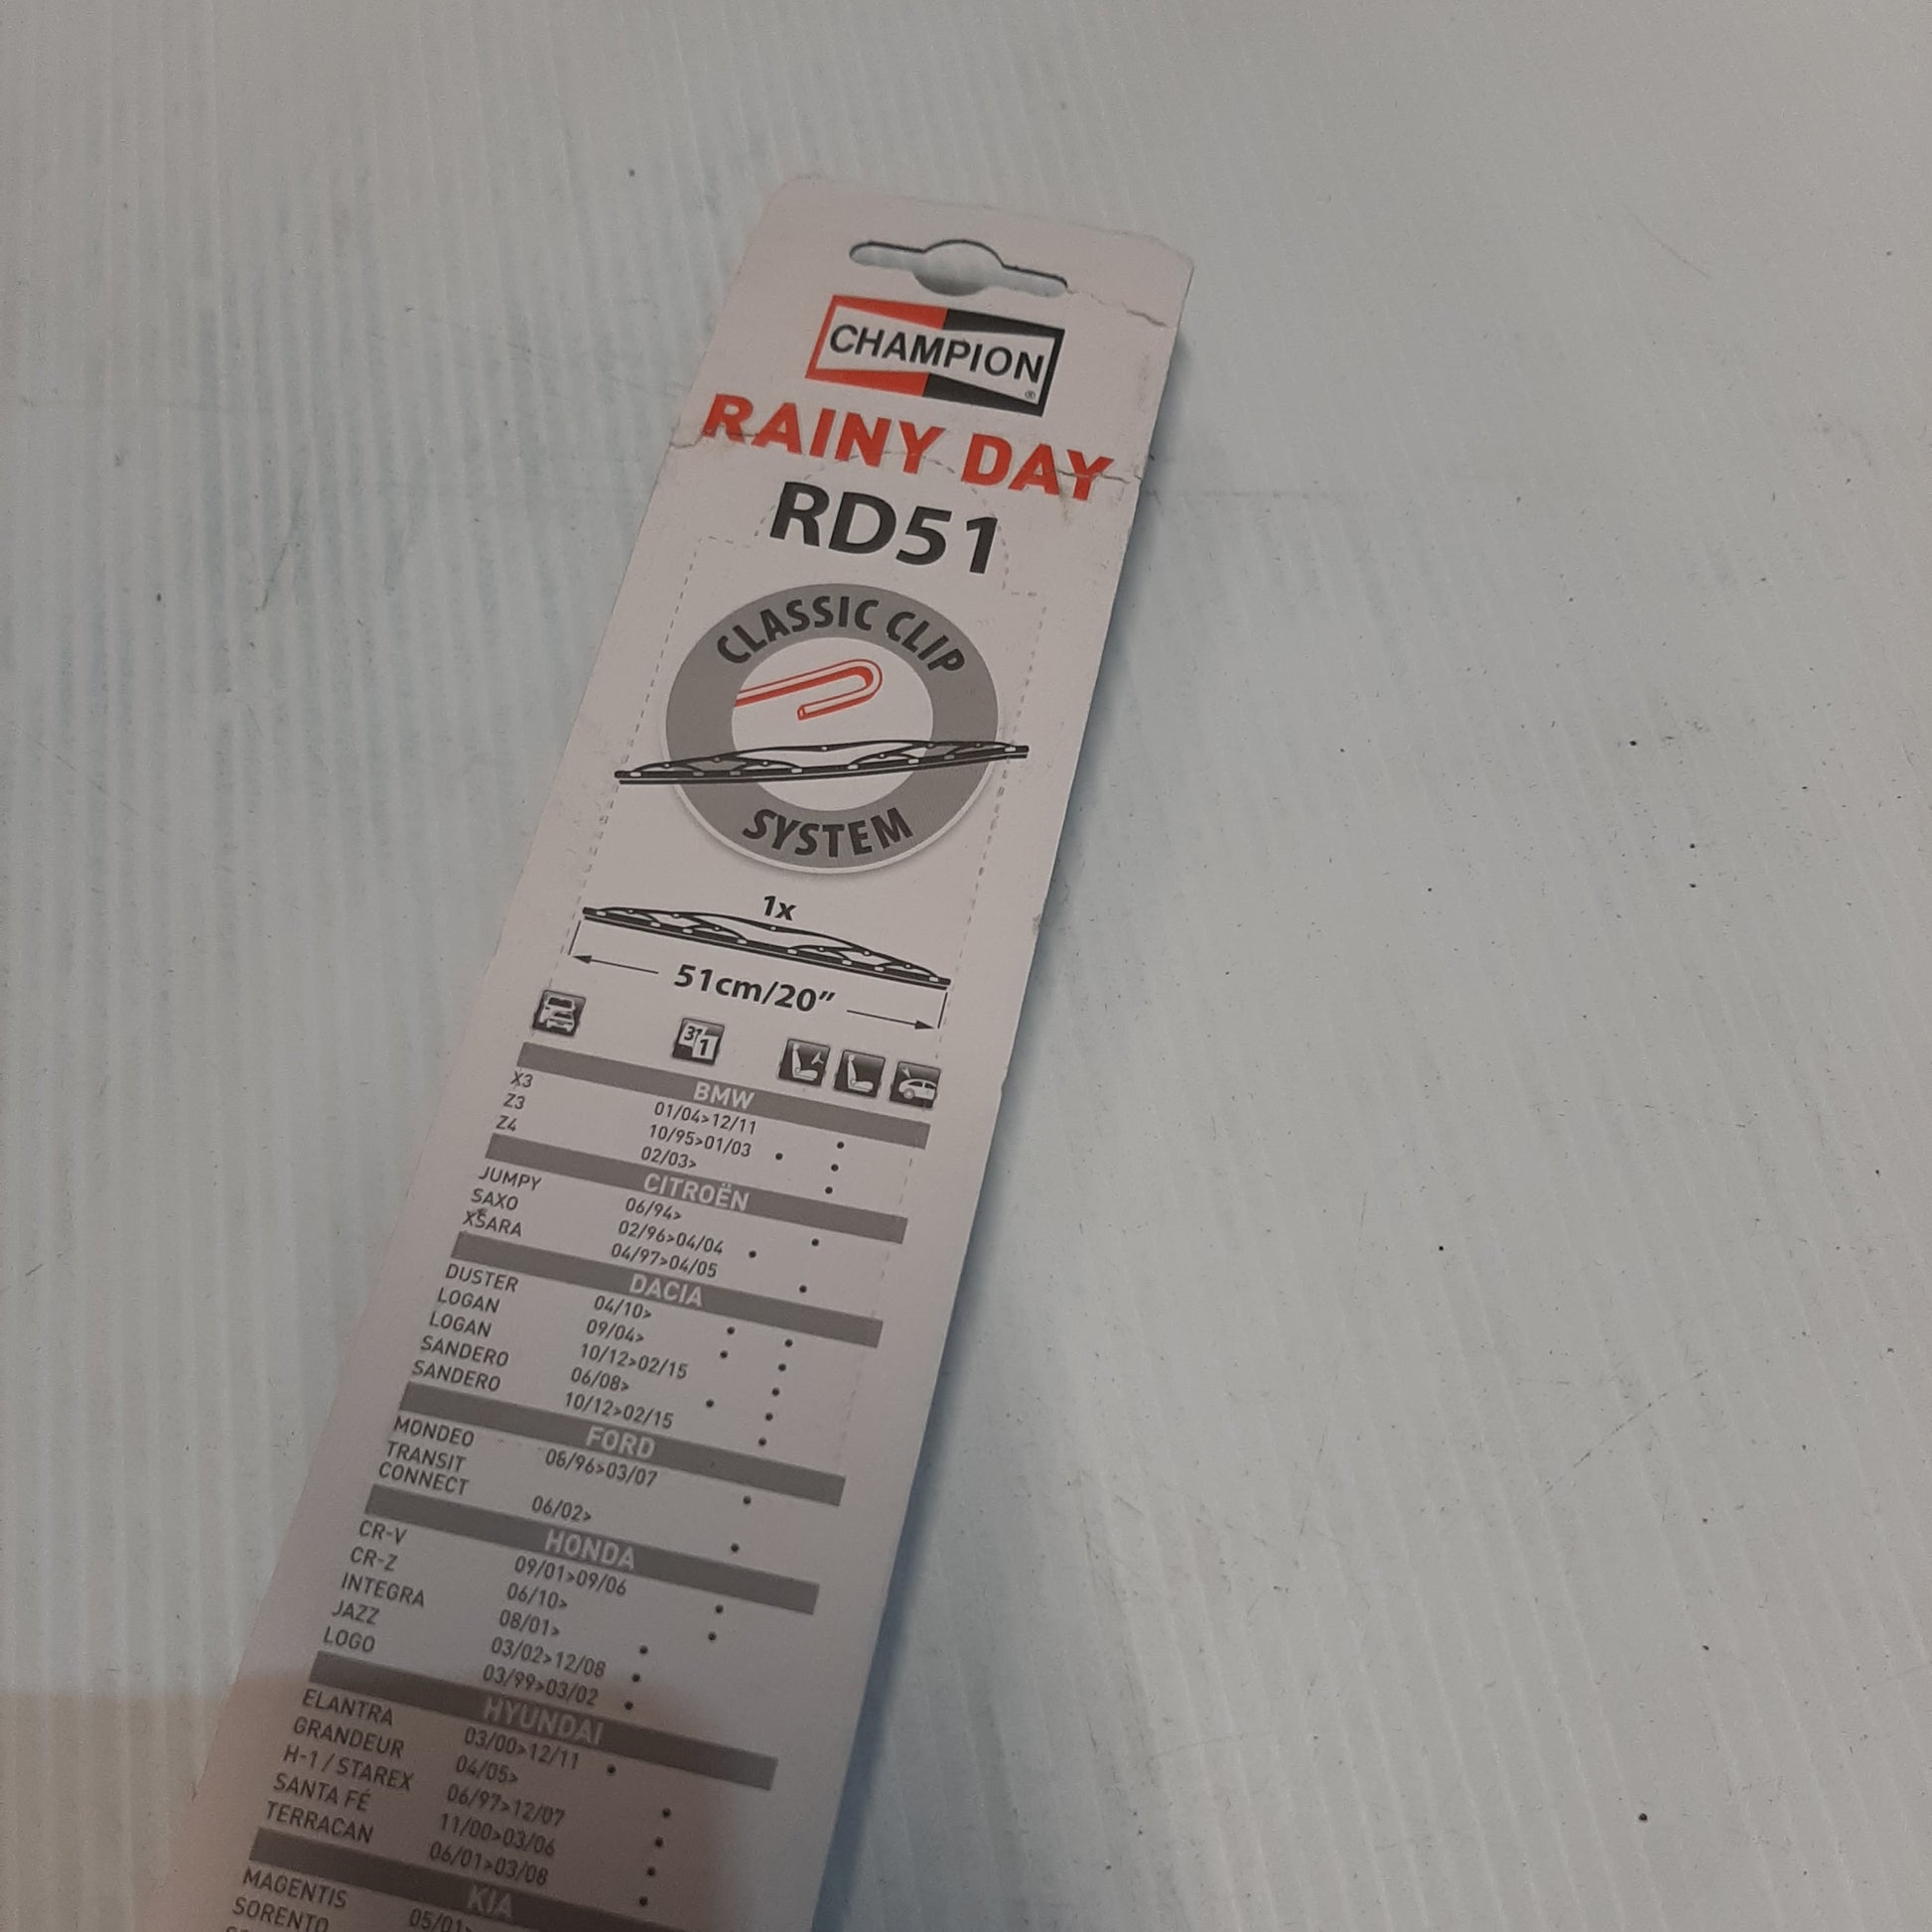 CHAMPION
®
RAINY DAY
RD51
CLASSIC CLIP
SYSTEM
1x
51cm/20"
31 1
BMW
X3 01/04>12/11 •
Z3 10/95>01/03 • •
Z4 02/03> •
CITROËN
JUMPY 06/94> •
SAXO 02/96>04/04 •
XSARA 04/97>04/05 •
DACIA
DUSTER 04/10> • •
LOGAN 09/04> • •
LOGAN 10/12>02/15 •
SANDERO 06/08> • •
SANDERO 10/12>02/15 •
FORD
MONDEO 08/96>03/07 •
TRANSIT
CONNECT 06/02> •
HONDA
CR-V 09/01>09/06 •
CR-Z 06/10> •
INTEGRA 08/01> •
JAZZ 03/02>12/08 •
LOGO 03/99>03/02 •
HYUNDAI
ELANTRA 03/00>12/11 •
GRANDEUR 04/05> •
H-1 / STAREX 06/97>12/07 •
SANTA FÉ 11/00>03/06 •
TERRACAN 06/01>03/08 •
KIA
MAGENTIS 05/01>
SORENTO